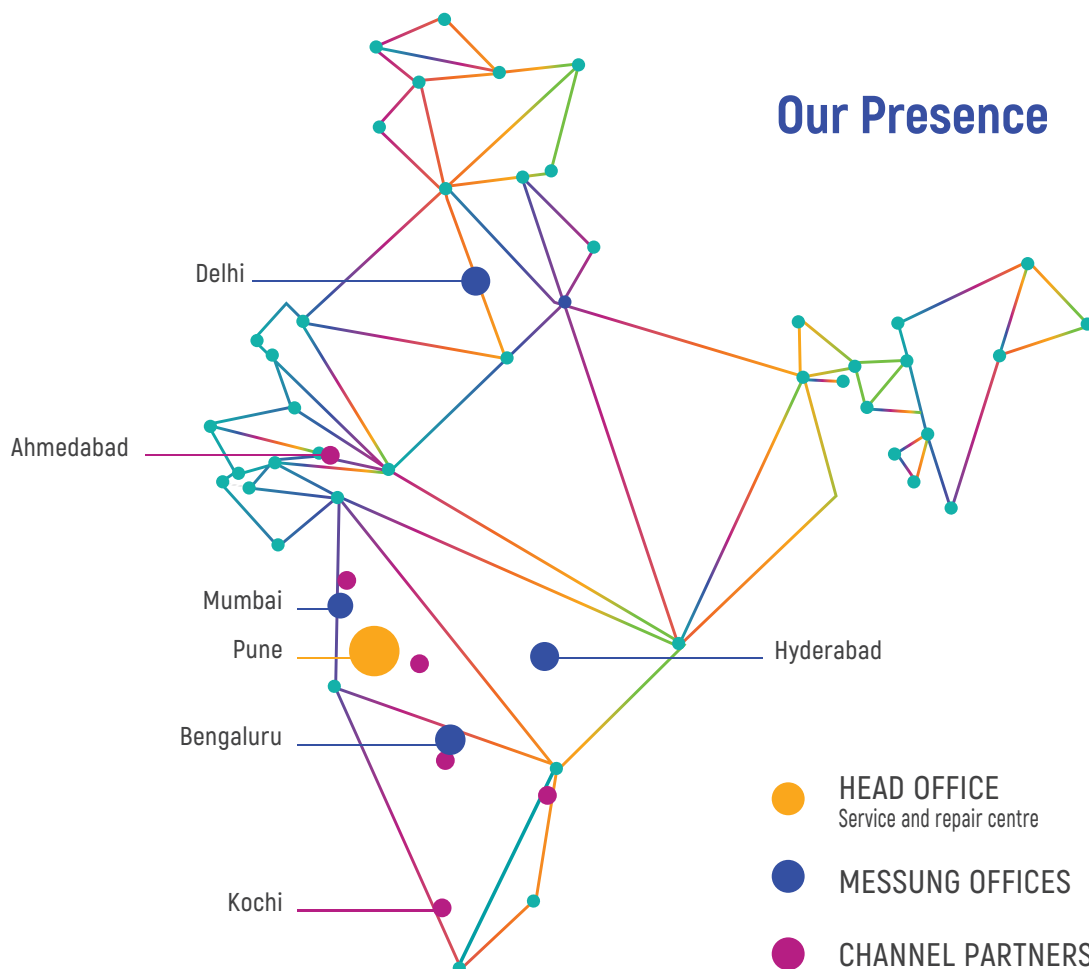 Our Presence
Delhi
Ahmedabad
Mumbai
Pune
Hyderabad
Bengaluru
Kochi
HEAD OFFICE
Service and repair centre
MESSUNG OFFICES
CHANNEL PARTNERS